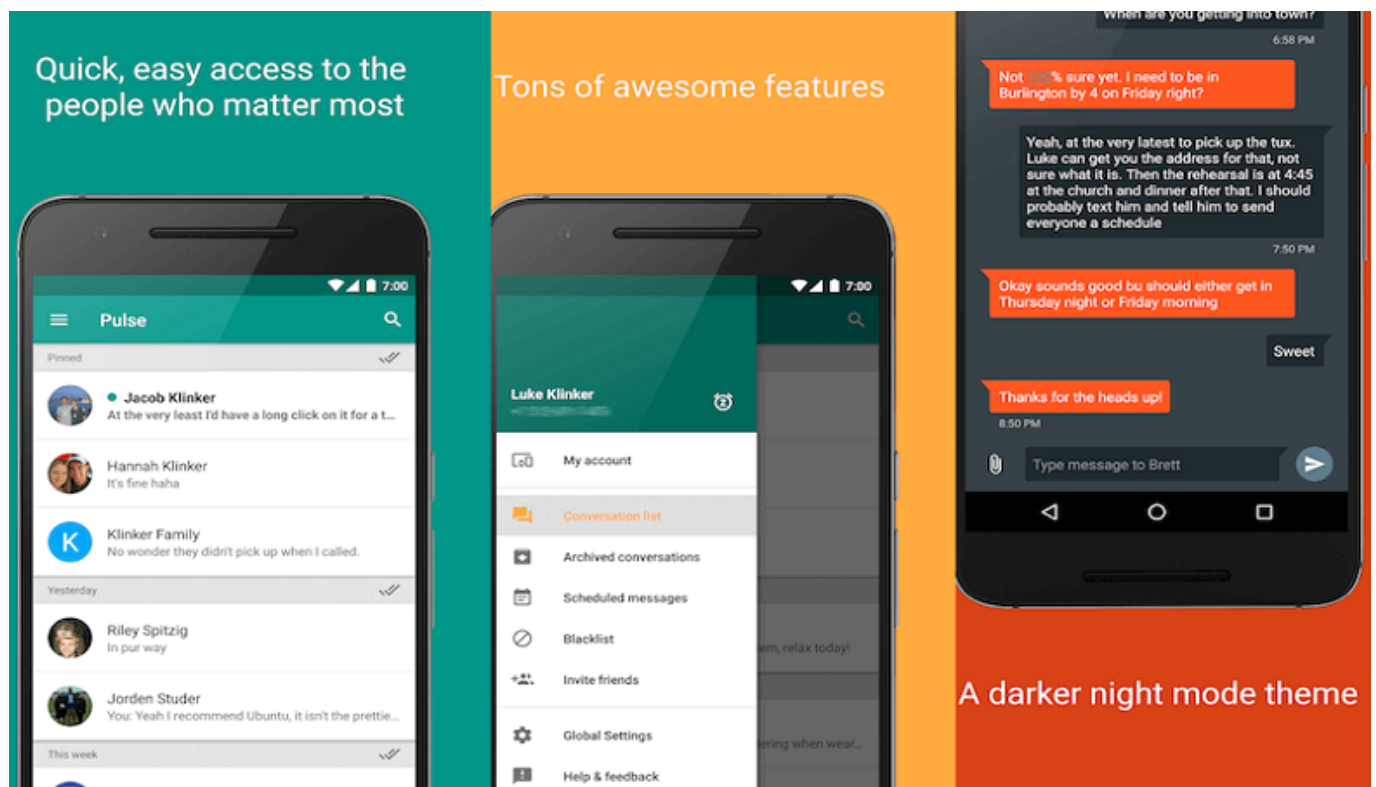 Quick, easy access to the
people who matter most
7:00
Pulse
Pinned
Jacob Klinker
At the very least I'd have a long click on it for a t...
Hannah Klinker
It's fine haha
K
Klinker Family
No wonder they didn't pick up when I called.
Yesterday
Riley Spitzig
In pur way
Jorden Studer
You: Yeah I recommend Ubuntu, it isn't the prettie...
This week
Tons of awesome features
7:00
Luke Klinker
My account
Conversation list
Archived conversations
Scheduled messages
Blacklist
em, relax today!
Invite friends
Global Settings
lering when wear...
Help & feedback
When are you getting into town?
6:58 PM
Not % sure yet. I need to be in
Burlington by 4 on Friday right?
Yeah, at the very latest to pick up the tux.
Luke can get you the address for that, not
sure what it is. Then the rehearsal is at 4:45
at the church and dinner after that. I should
probably text him and tell him to send
everyone a schedule
7:50 PM
Okay sounds good bu should either get in
Thursday night or Friday morning
Sweet
Thanks for the heads up!
8:50 PM
Type message to Brett
A darker night mode theme